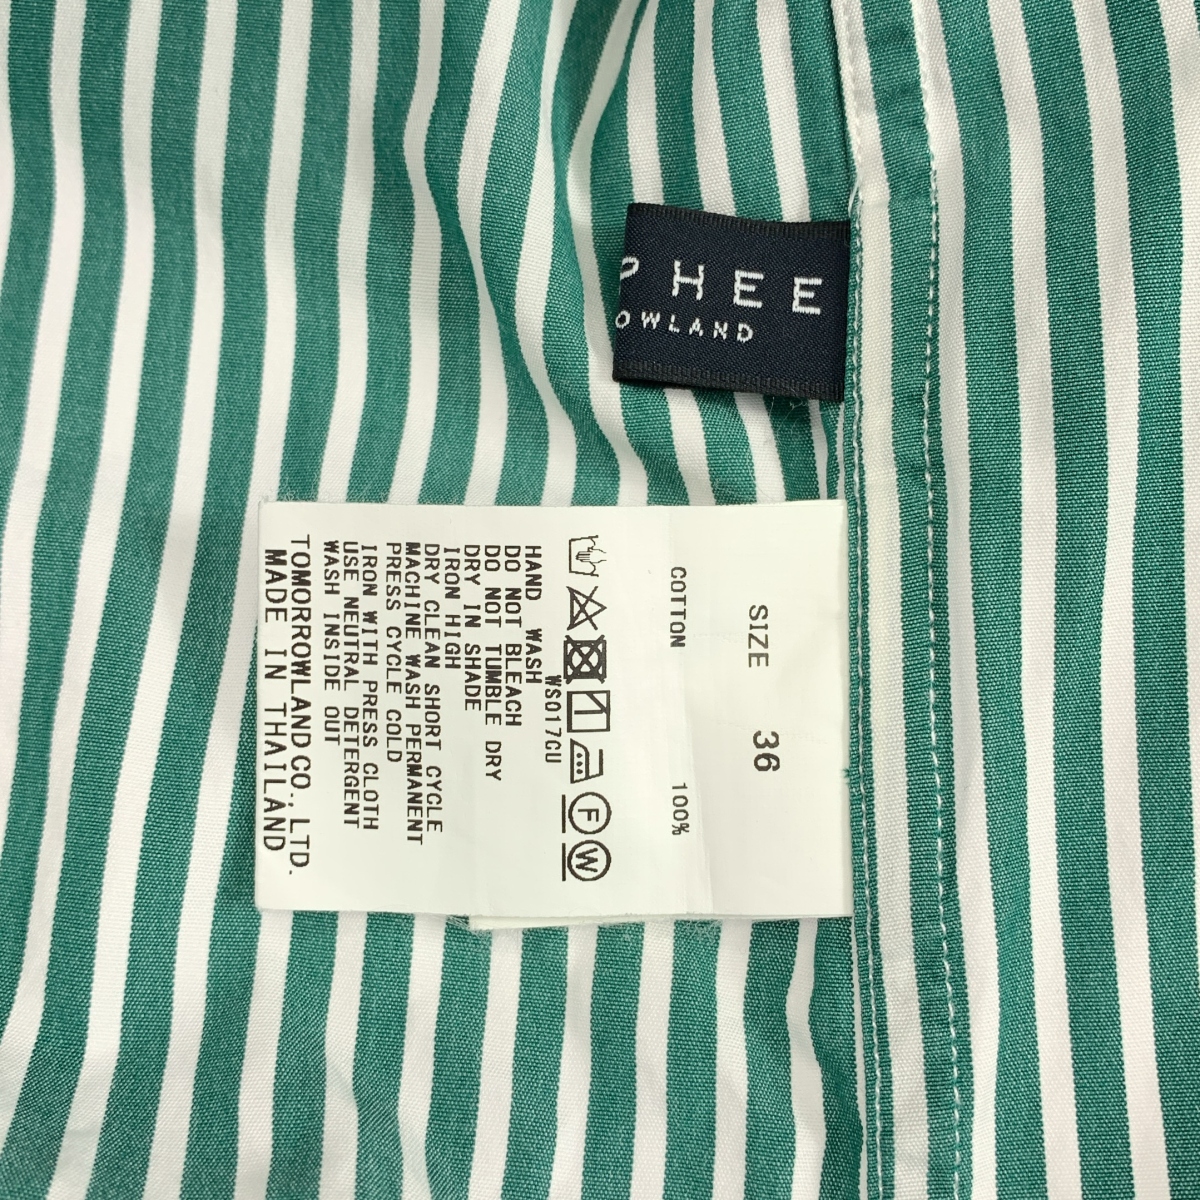 PHEE
OWLAND
SIZE 36
COTTON 100%
F
W
WS017CU
HAND WASH
DO NOT BLEACH
DO NOT TUMBLE DRY
DRY IN SHADE
IRON HIGH
DRY CLEAN SHORT CYCLE
MACHINE WASH PERMANENT
PRESS CYCLE COLD
IRON WITH PRESS CLOTH
USE NEUTRAL DETERGENT
WASH INSIDE OUT
TOMORROWLAND CO., LTD.
MADE IN THAILAND